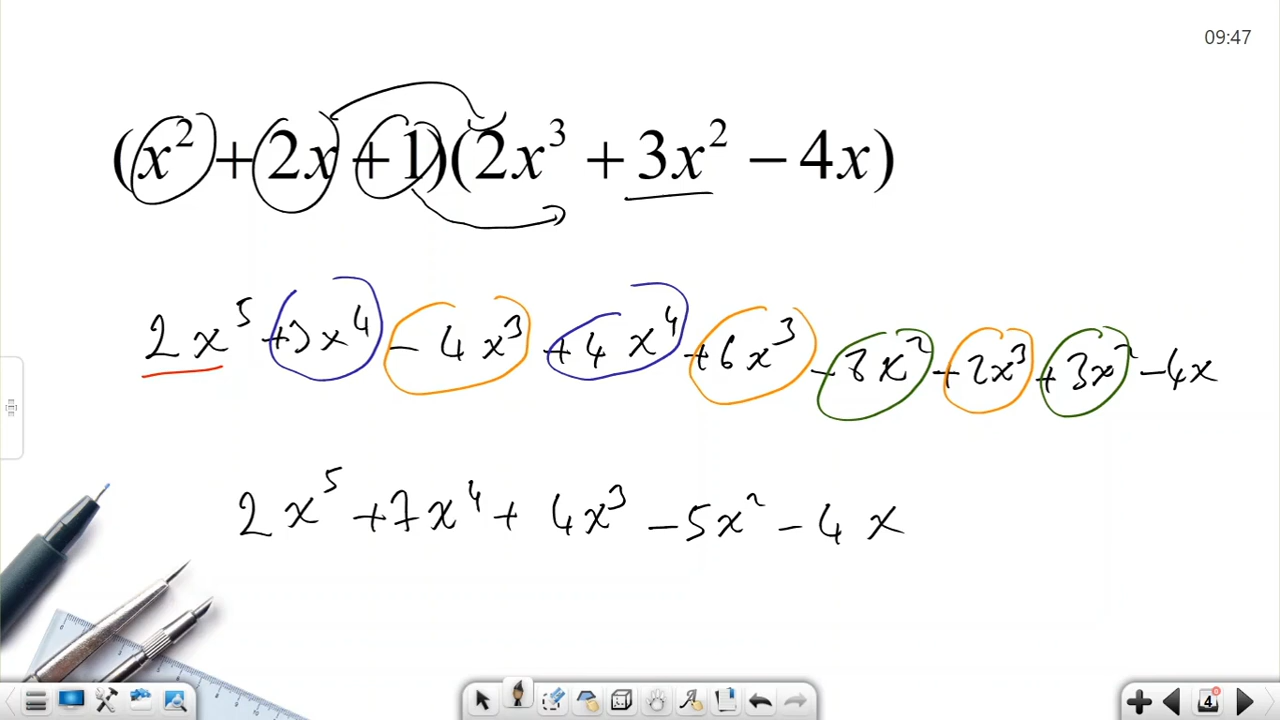 09:47
(x² + 2x + 1)(2x³ + 3x² − 4x)
2x⁵ +3x⁴ − 4x³ +4x⁴ +6x³ −8x² +2x³ +3x² −4x
2x⁵ +7x⁴ + 4x³ −5x² −4x
4